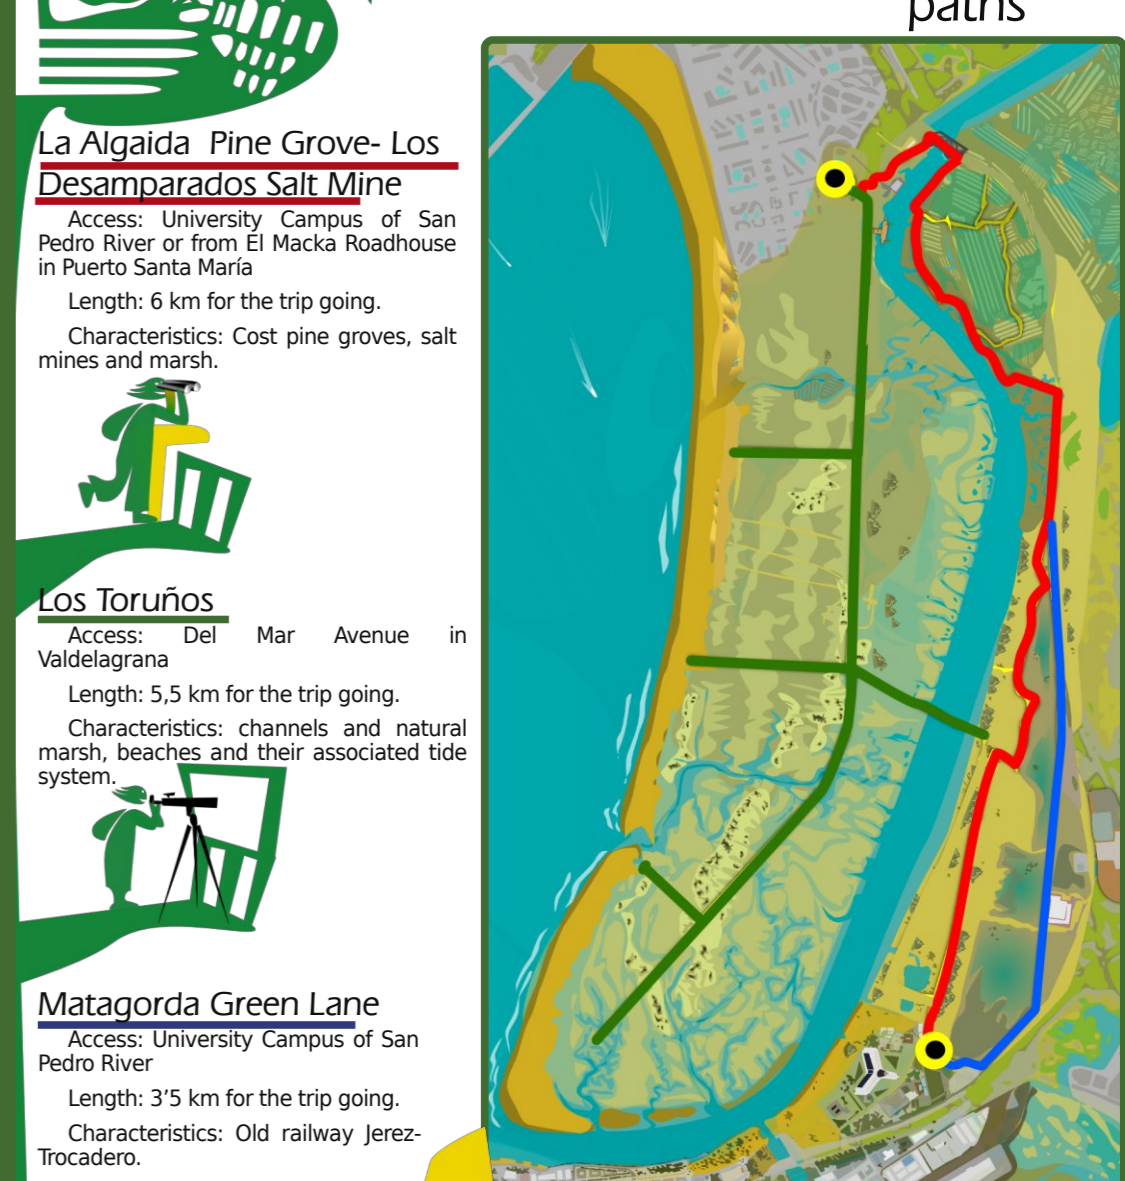 paths
La Algaida Pine Grove- Los
Desamparados Salt Mine
Access: University Campus of San
Pedro River or from El Macka Roadhouse
in Puerto Santa María
Length: 6 km for the trip going.
Characteristics: Cost pine groves, salt
mines and marsh.
Los Toruños
Access: Del Mar Avenue in
Valdelagrana
Length: 5,5 km for the trip going.
Characteristics: channels and natural
marsh, beaches and their associated tide
system.
Matagorda Green Lane
Access: University Campus of San
Pedro River
Length: 3’5 km for the trip going.
Characteristics: Old railway Jerez-
Trocadero.